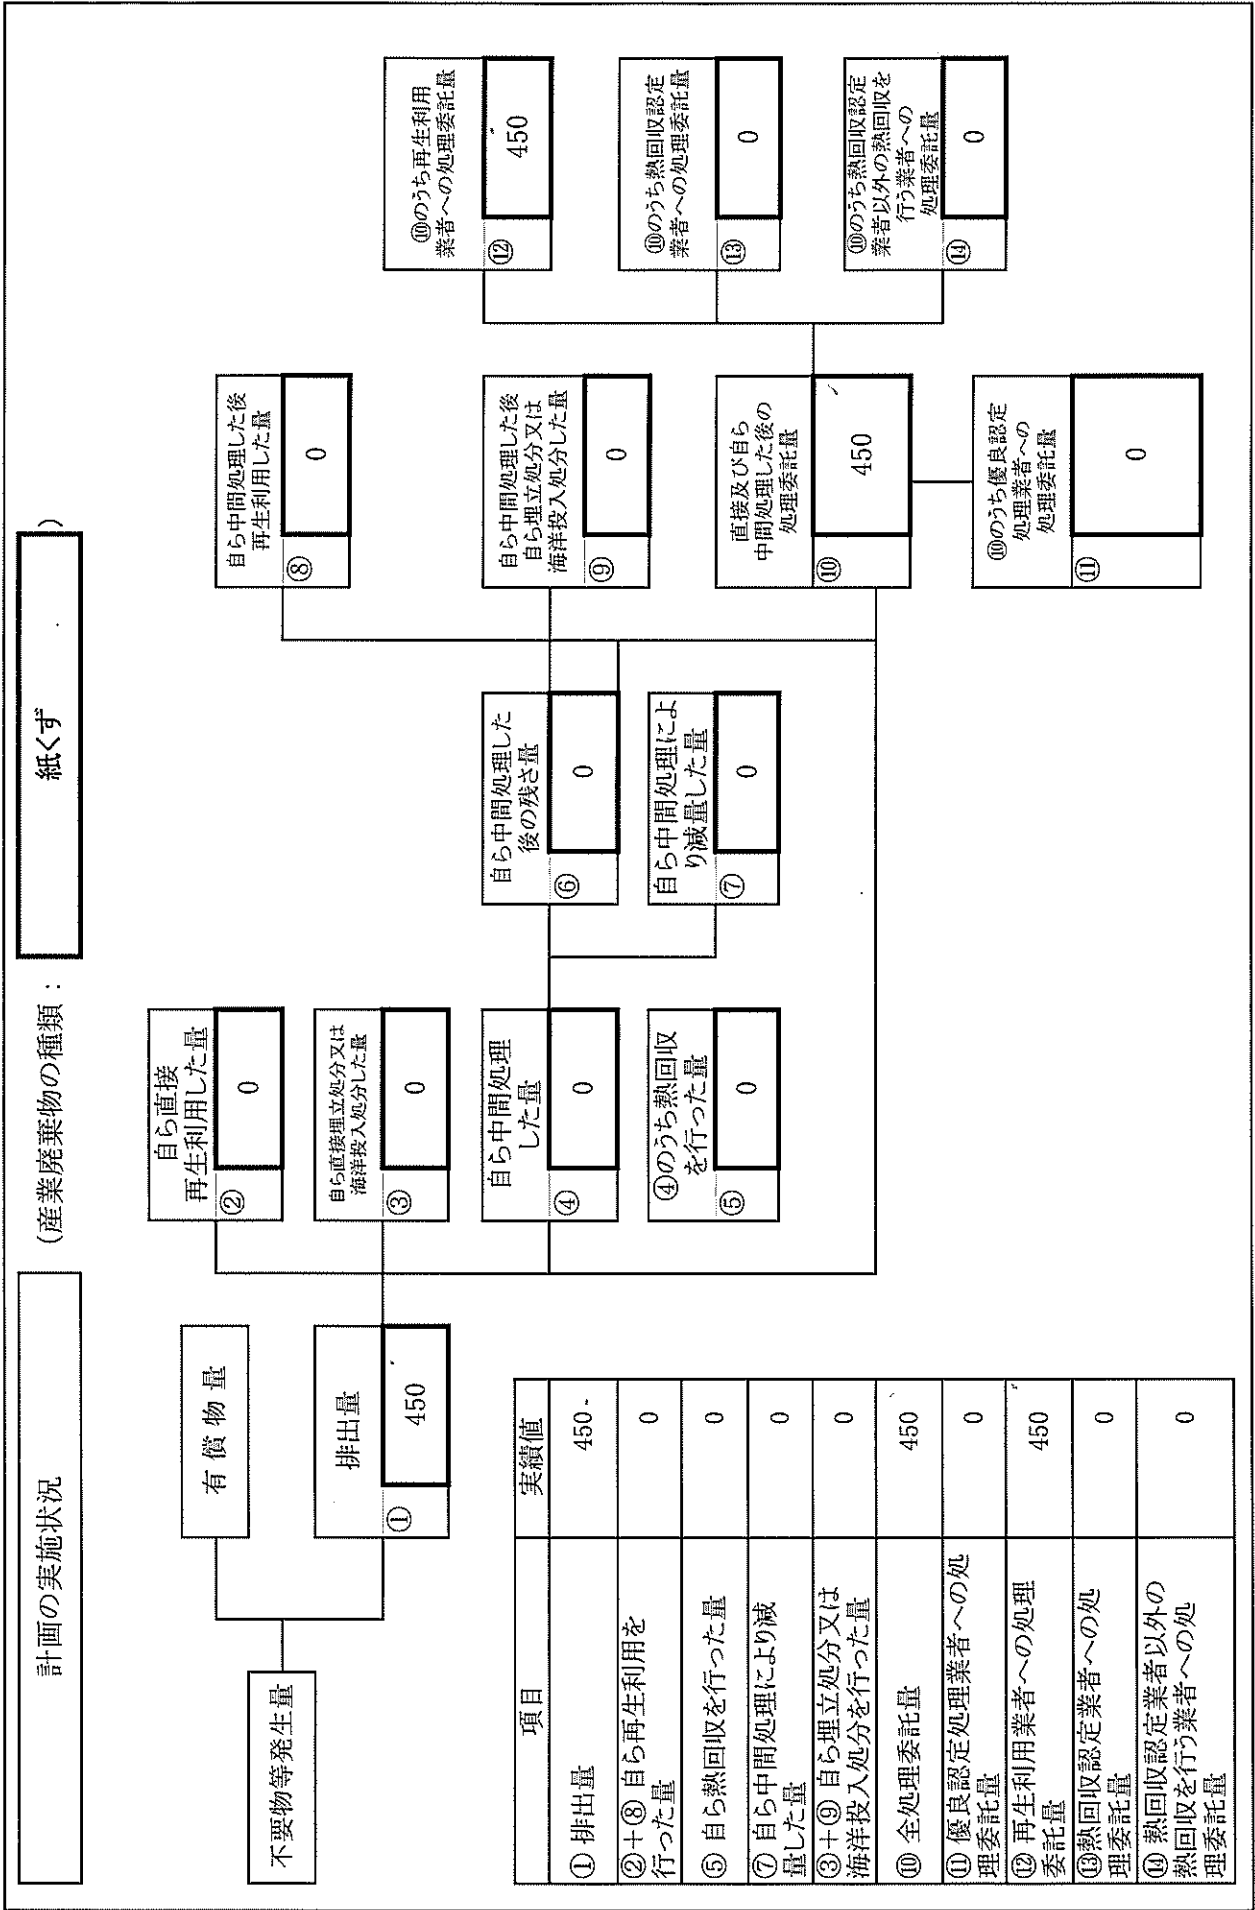 計画の実施状況
(産業廃棄物の種類：
紙くず
)
不要物等発生量
有償物量
排出量
①
450
自ら直接
再生利用した量
②
0
自ら直接埋立処分又は
海洋投入処分した量
③
0
自ら中間処理
した量
④
0
④のうち熱回収
を行った量
⑤
0
自ら中間処理した
後の残さ量
⑥
0
自ら中間処理によ
り減量した量
⑦
0
自ら中間処理した後
再生利用した量
⑧
0
自ら中間処理した後
自ら埋立処分又は
海洋投入処分した量
⑨
0
直接及び自ら
中間処理した後の
処理委託量
⑩
450
⑩のうち優良認定
処理業者への
処理委託量
⑪
0
⑩のうち再生利用
業者への処理委託量
⑫
450
⑩のうち熱回収認定
業者への処理委託量
⑬
0
⑩のうち熱回収認定
業者以外の熱回収を
行う業者への
処理委託量
⑭
0
項目 実績値
①排出量 450
②+⑧ 自ら再生利用を
行った量 0
⑤ 自ら熱回収を行った量 0
⑦ 自ら中間処理により減
量した量 0
③+⑨ 自ら埋立処分又は
海洋投入処分を行った量 0
⑩ 全処理委託量 450
⑪ 優良認定処理業者への処
理委託量 0
⑫ 再生利用業者への処理
委託量 450
⑬熱回収認定業者への処
理委託量 0
⑭ 熱回収認定業者以外の
熱回収を行う業者への処
理委託量 0